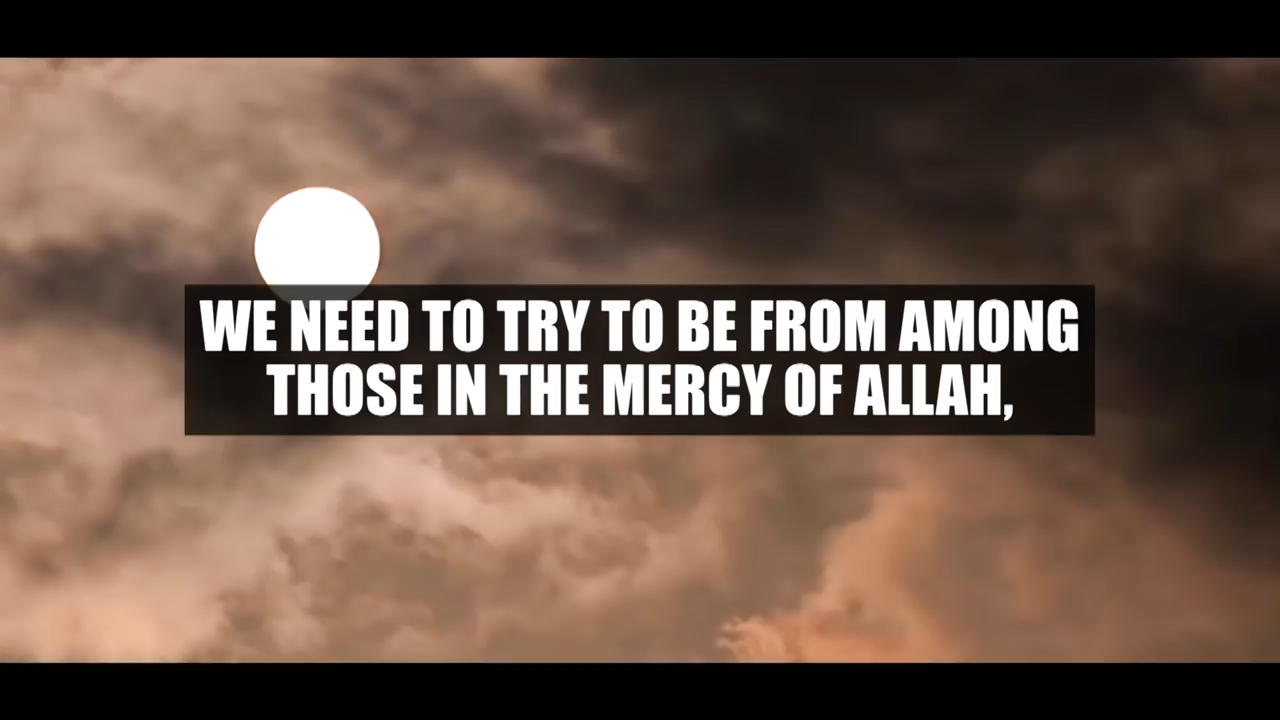 WE NEED TO TRY TO BE FROM AMONG
THOSE IN THE MERCY OF ALLAH,